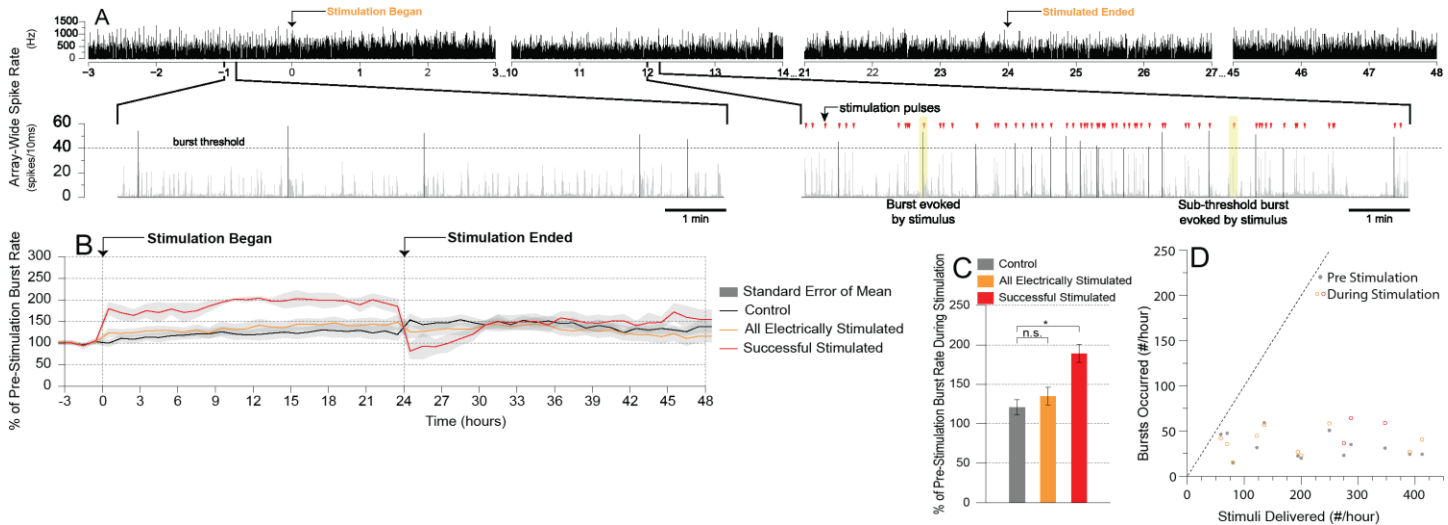 A
Stimulation Began
Stimulated Ended
Array-Wide Spike Rate
(Hz)
1500
1000
500
0
-3 -2 -1 0 1 2 3...10 11 12 13 14...21 22 23 24 25 26 27...45 46 47 48
(spikes/10ms)
60
40
20
0
burst threshold
1 min
stimulation pulses
Burst evoked
by stimulus
Sub-threshold burst
evoked by stimulus
1 min
B
Stimulation Began
Stimulation Ended
% of Pre-Stimulation Burst Rate
300
250
200
150
100
50
0
-3 0 3 6 9 12 15 18 21 24 27 30 33 36 39 42 45 48
Time (hours)
Standard Error of Mean
Control
All Electrically Stimulated
Successful Stimulated
C
Control
All Electrically Stimulated
Successful Stimulated
% of Pre-Stimulation Burst Rate During Stimulation
250
200
150
100
50
0
*
n.s.
D
Bursts Occurred (#/hour)
250
200
150
100
50
0
0 100 200 300 400
Stimuli Delivered (#/hour)
Pre Stimulation
During Stimulation